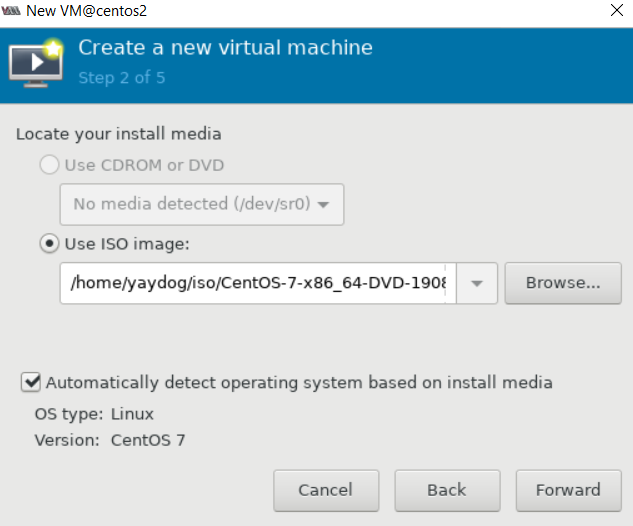 New VM@centos2
Create a new virtual machine
Step 2 of 5
Locate your install media
Use CDROM or DVD
No media detected (/dev/sr0)
Use ISO image:
/home/yaydog/iso/CentOS-7-x86_64-DVD-1908
Browse...
Automatically detect operating system based on install media
OS type: Linux
Version: CentOS 7
Cancel Back Forward